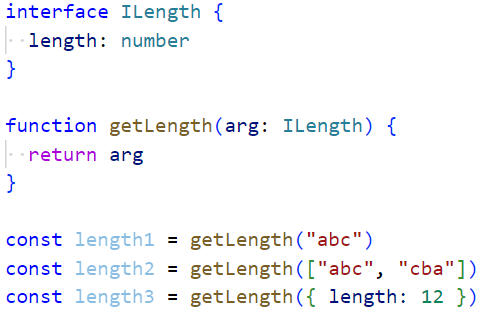 interface ILength {
  length: number
}

function getLength(arg: ILength) {
  return arg
}

const length1 = getLength("abc")
const length2 = getLength(["abc", "cba"])
const length3 = getLength({ length: 12 })